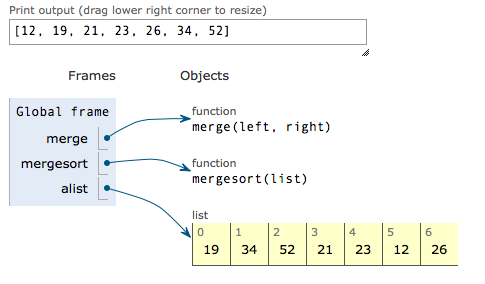 Print output (drag lower right corner to resize)
[12, 19, 21, 23, 26, 34, 52]
Frames Objects
Global frame
merge
mergesort
alist
function
merge(left, right)
function
mergesort(list)
list
0 1 2 3 4 5 6
19 34 52 21 23 12 26